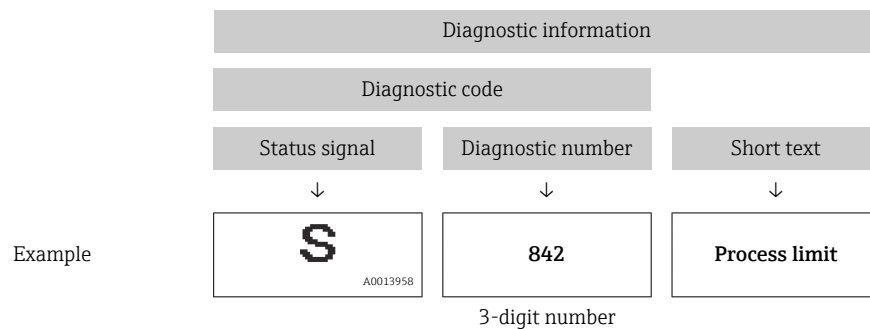 Diagnostic information
Diagnostic code
Status signal Diagnostic number Short text
↓ ↓ ↓
Example S 842 Process limit
A0013958
3-digit number